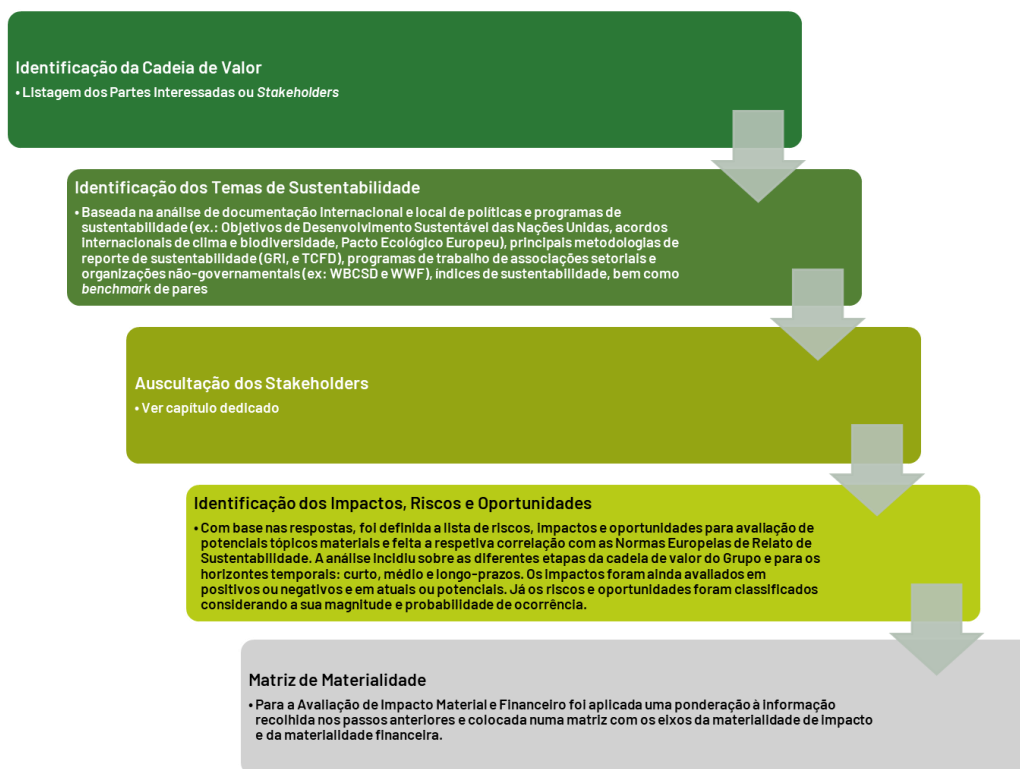 Identificação da Cadeia de Valor
• Listagem dos Partes Interessadas ou Stakeholders
Identificação dos Temas de Sustentabilidade
• Baseada na análise de documentação internacional e local de políticas e programas de
sustentabilidade (ex.: Objetivos de Desenvolvimento Sustentável das Nações Unidas, acordos
internacionais de clima e biodiversidade, Pacto Ecológico Europeu), principais metodologias de
reporte de sustentabilidade (GRI, e TCFD), programas de trabalho de associações setoriais e
organizações não-governamentais (ex: WBCSD e WWF), índices de sustentabilidade, bem como
benchmark de pares
Auscultação dos Stakeholders
• Ver capítulo dedicado
Identificação dos Impactos, Riscos e Oportunidades
• Com base nas respostas, foi definida a lista de riscos, impactos e oportunidades para avaliação de
potenciais tópicos materiais e feita a respetiva correlação com as Normas Europeias de Relato de
Sustentabilidade. A análise incidiu sobre as diferentes etapas da cadeia de valor do Grupo e para os
horizontes temporais: curto, médio e longo-prazos. Os impactos foram ainda avaliados em
positivos ou negativos e em atuais ou potenciais. Já os riscos e oportunidades foram classificados
considerando a sua magnitude e probabilidade de ocorrência.
Matriz de Materialidade
• Para a Avaliação de Impacto Material e Financeiro foi aplicada uma ponderação à informação
recolhida nos passos anteriores e colocada numa matriz com os eixos da materialidade de impacto
e da materialidade financeira.